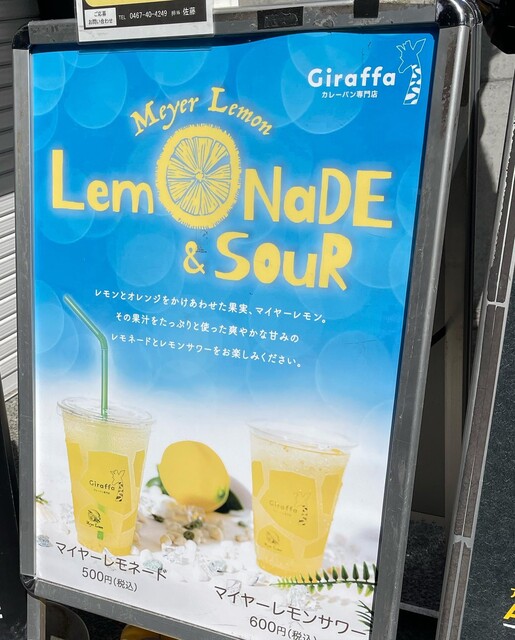 ご応募
お問い合わせ
TEL 0467-40-4249 担当 佐藤
Giraffa
カレーパン専門店
Meyer Lemon
LemONaDE
& SouR
レモンとオレンジをかけあわせた果実、マイヤーレモン。
その果汁をたっぷりと使った爽やかな甘みの
レモネードとレモンサワーをお楽しみください。
Giraffa
Giraffa
マイヤーレモネード
500円(税込)
マイヤーレモンサワー
600円(税込)